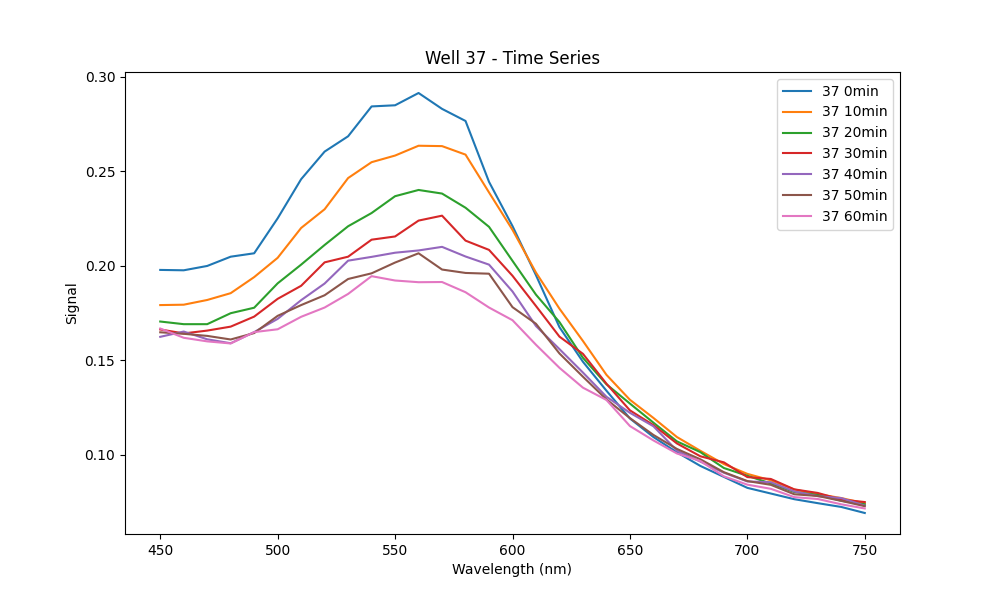 Well 37 - Time Series
0.30
0.25
0.20
0.15
0.10
Signal
450
500
550
600
650
700
750
Wavelength (nm)
37 0min
37 10min
37 20min
37 30min
37 40min
37 50min
37 60min